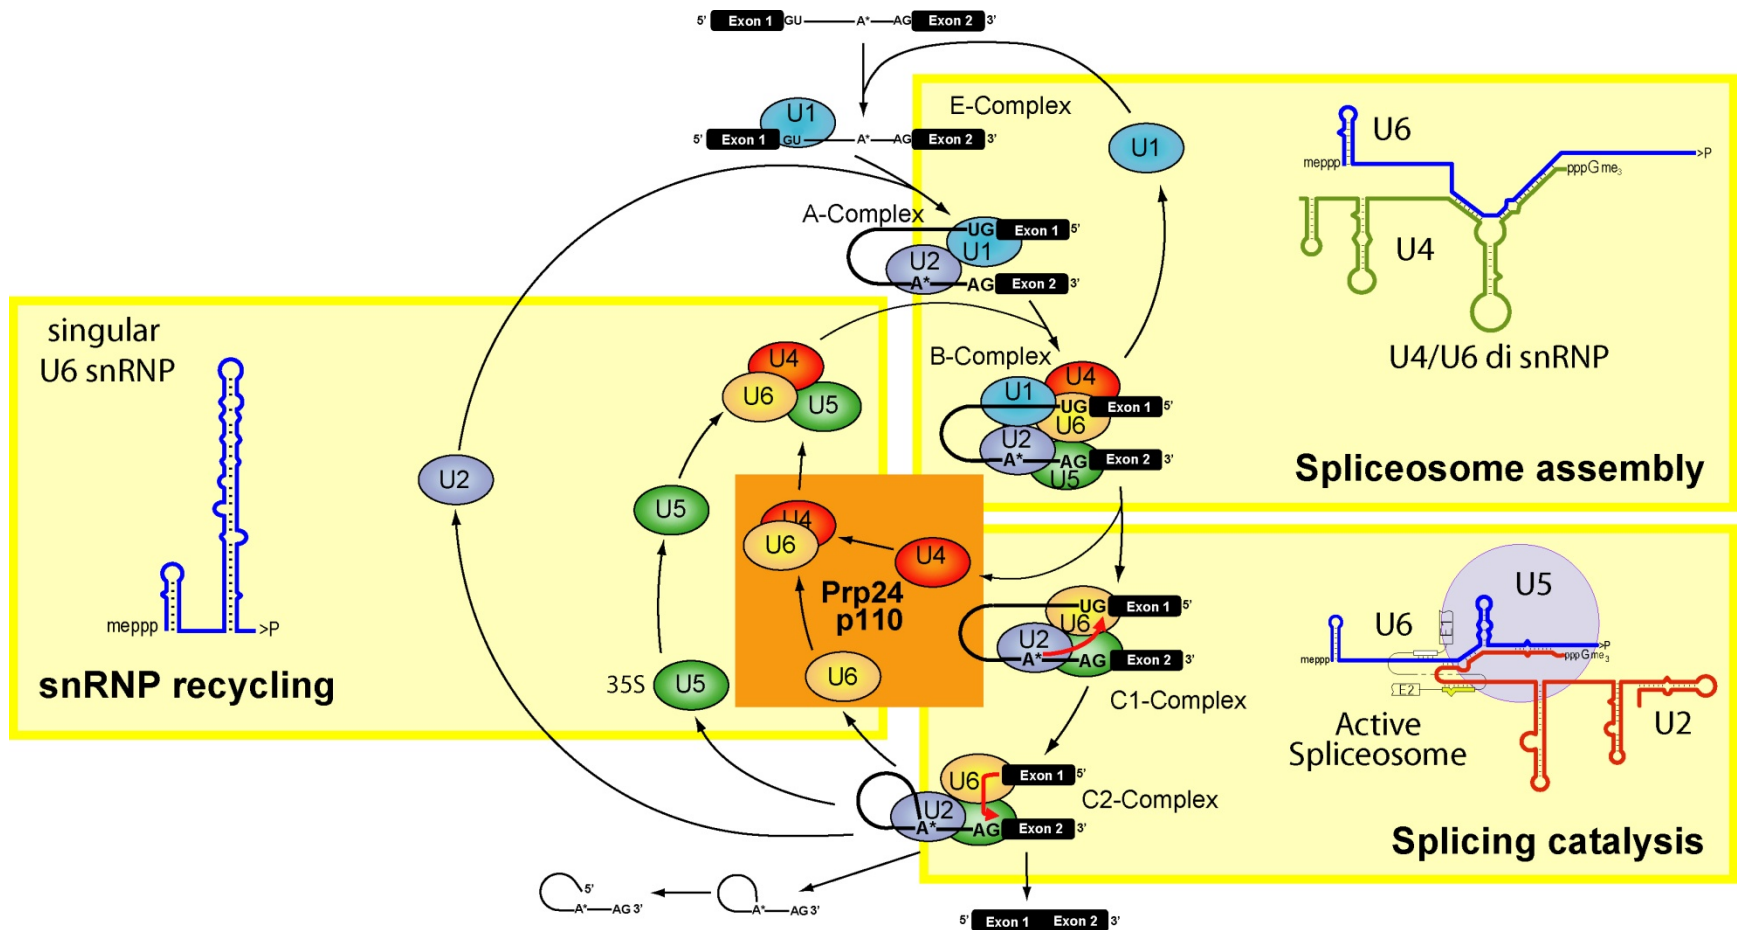 5' Exon 1 GU A* AG Exon 2 3'
E-Complex
U1
5' Exon 1 GU A* AG Exon 2 3'
U1
A-Complex
UG Exon 1 5'
U1
U2
A* AG Exon 2 3'
U6
meppp
>P
pppGme3
U4
U4/U6 di snRNP
B-Complex
U4
U1
UG Exon 1 5'
U6
U2
A* AG Exon 2 3'
U5
Spliceosome assembly
singular
U6 snRNP
meppp
>P
snRNP recycling
U2
U4
U6
U5
U5
35S U5
U4
U6
U4
Prp24
p110
U6
UG Exon 1 5'
U6
U2
A* AG Exon 2 3'
C1-Complex
U6
Exon 1 5'
C2-Complex
U2
A* AG Exon 2 3'
U5
U6
E1
meppp
>P
pppGme3
E2
U2
Active
Spliceosome
Splicing catalysis
5'
A* AG 3'
A* AG 3'
5' Exon 1 Exon 2 3'